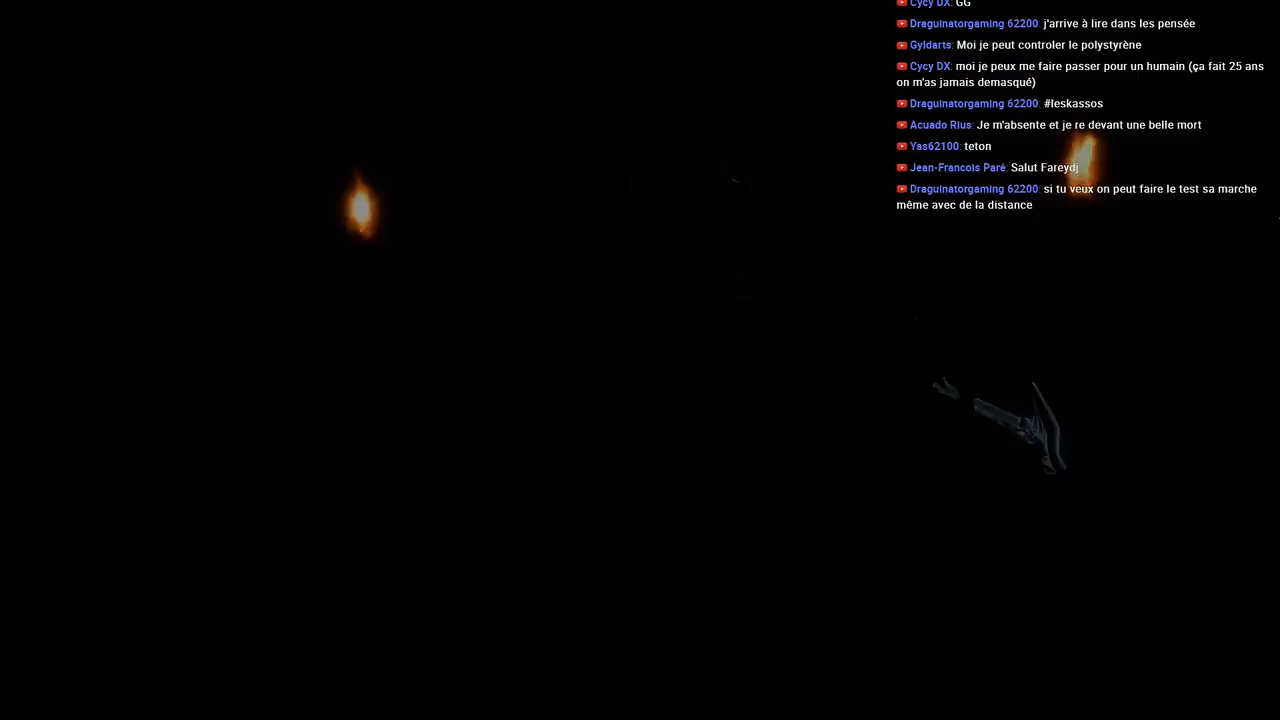 Cycy DX: GG
Draguinatorgaming 62200: j'arrive à lire dans les pensée
Gyldarts: Moi je peut controler le polystyrène
Cycy DX: moi je peux me faire passer pour un humain (ça fait 25 ans
on m'as jamais demasqué)
Draguinatorgaming 62200: #leskassos
Acuado Rius: Je m'absente et je re devant une belle mort
Yas62100: teton
Jean-Francois Paré: Salut Fareydj
Draguinatorgaming 62200: si tu veux on peut faire le test sa marche
même avec de la distance